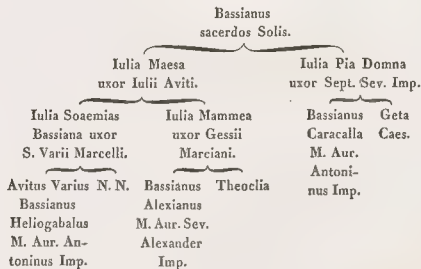 Bassianus
sacerdos Solis.
Iulia Maesa
uxor Iulii Aviti.
Iulia Pia Domna
uxor Sept. Sev. Imp.
Iulia Soaemias
Bassiana uxor
S. Varii Marcelli.
Iulia Mammea
uxor Gessii
Marciani.
Bassianus
Caracalla
M. Aur.
Antoni-
nus Imp.
Geta
Caes.
Avitus Varius
Bassianus
Heliogabalus
M. Aur. An-
toninus Imp.
N. N.
Bassianus
Alexianus
M. Aur. Sev.
Alexander
Imp.
Theoclia